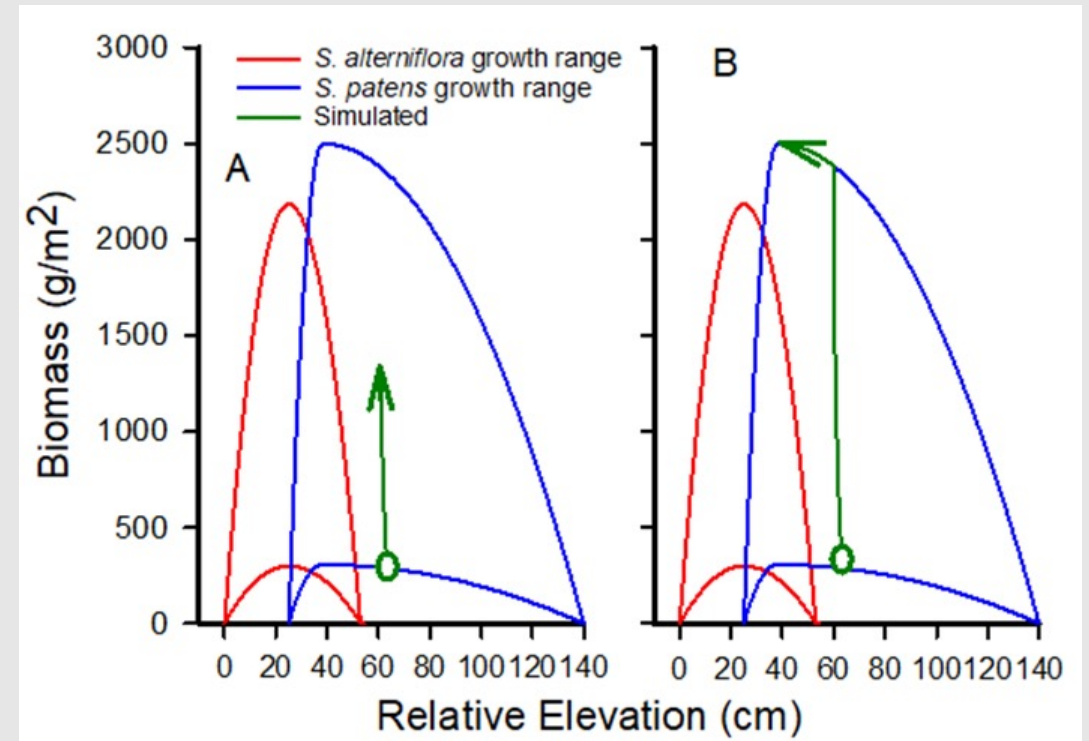 3000
S. alterniflora growth range
B
S. patens growth range
Simulated
2500
A
2000
1500
1000
500
0
Biomass (g/m2)
0 20 40 60 80 100 120 140
0 20 40 60 80 100 120 140
Relative Elevation (cm)